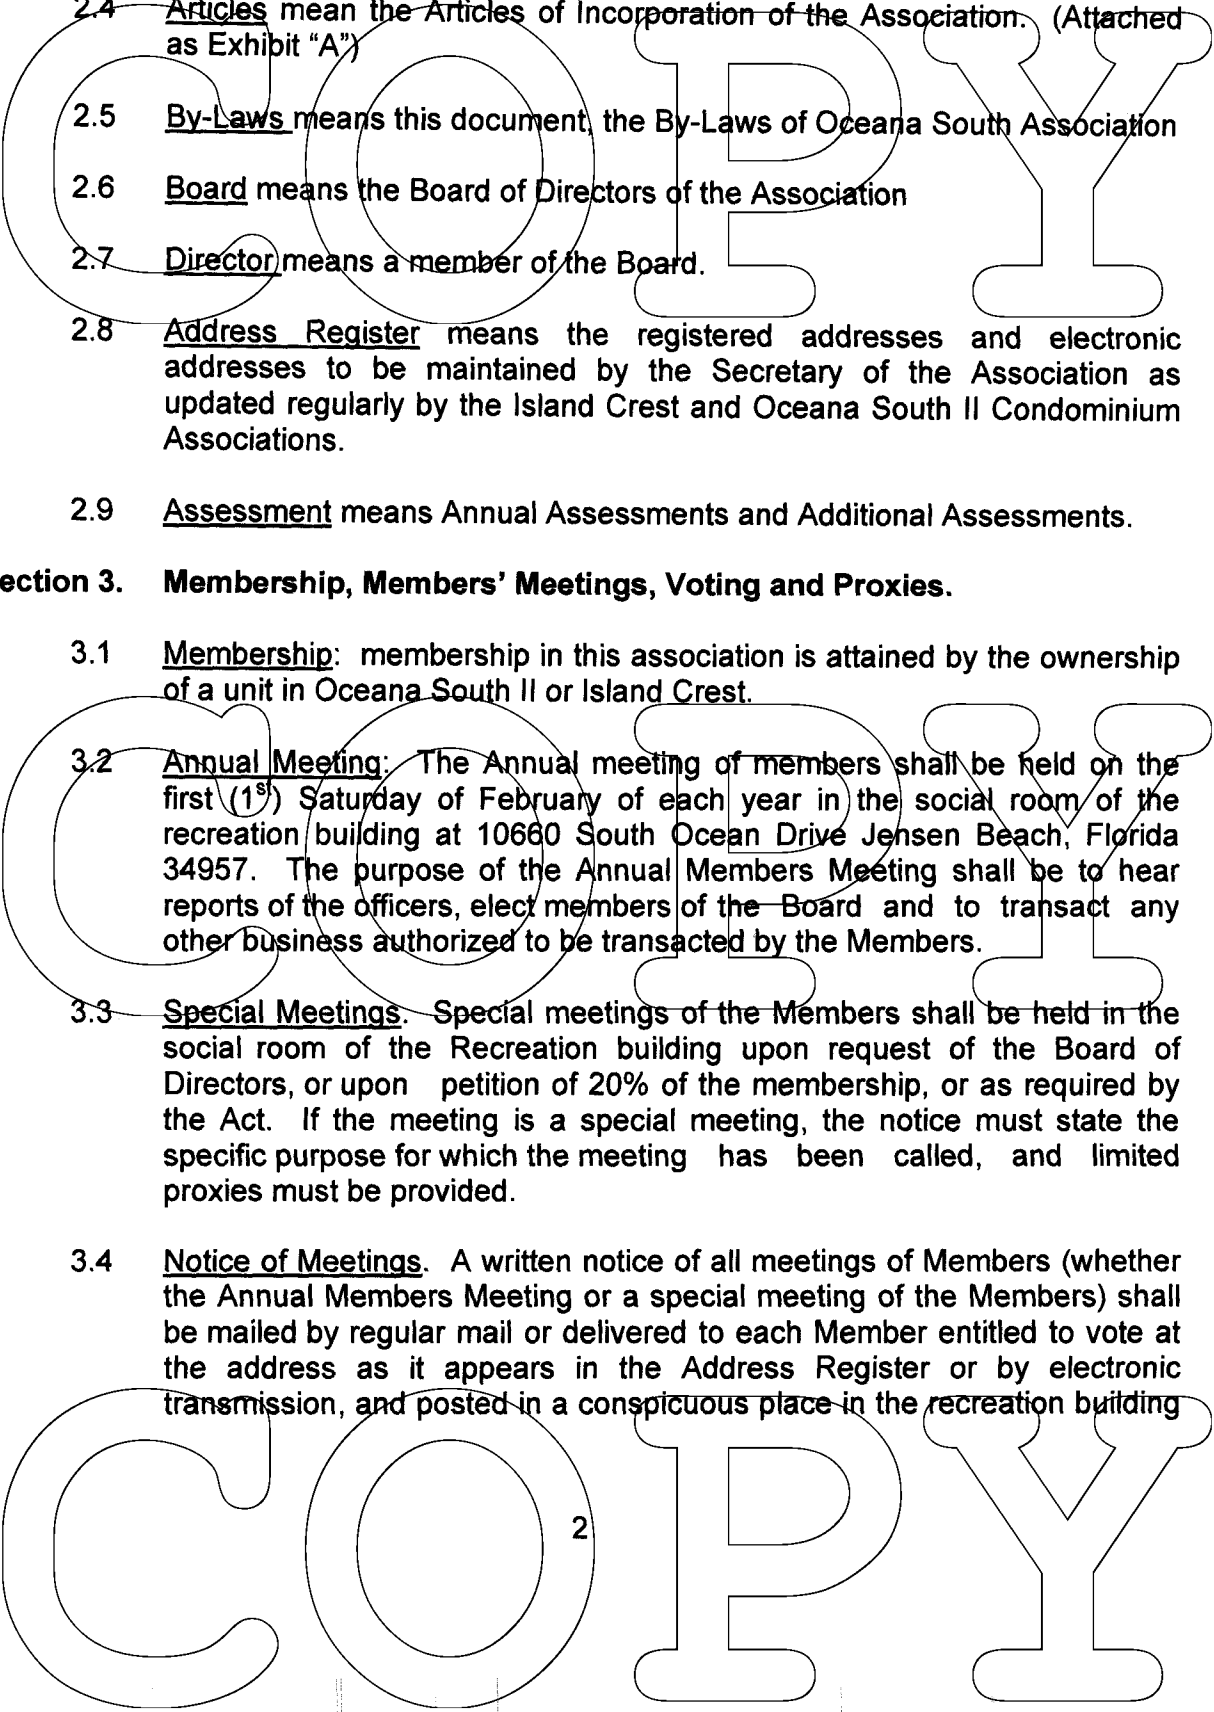 2.4 Articles mean the Articles of Incorporation of the Association. (Attached
as Exhibit “A”)
2.5 By-Laws means this document, the By-Laws of Oceana South Association
2.6 Board means the Board of Directors of the Association
2.7 Director means a member of the Board.
2.8 Address Register means the registered addresses and electronic
addresses to be maintained by the Secretary of the Association as
updated regularly by the Island Crest and Oceana South II Condominium
Associations.
2.9 Assessment means Annual Assessments and Additional Assessments.
ection 3. Membership, Members’ Meetings, Voting and Proxies.
3.1 Membership: membership in this association is attained by the ownership
of a unit in Oceana South II or Island Crest.
3.2 Annual Meeting: The Annual meeting of members shall be held on the
first (1st) Saturday of February of each year in the social room of the
recreation building at 10660 South Ocean Drive Jensen Beach, Florida
34957. The purpose of the Annual Members Meeting shall be to hear
reports of the officers, elect members of the Board and to transact any
other business authorized to be transacted by the Members.
3.3 Special Meetings. Special meetings of the Members shall be held in the
social room of the Recreation building upon request of the Board of
Directors, or upon petition of 20% of the membership, or as required by
the Act. If the meeting is a special meeting, the notice must state the
specific purpose for which the meeting has been called, and limited
proxies must be provided.
3.4 Notice of Meetings. A written notice of all meetings of Members (whether
the Annual Members Meeting or a special meeting of the Members) shall
be mailed by regular mail or delivered to each Member entitled to vote at
the address as it appears in the Address Register or by electronic
transmission, and posted in a conspicuous place in the recreation building
2
COPY
COPY
COPY